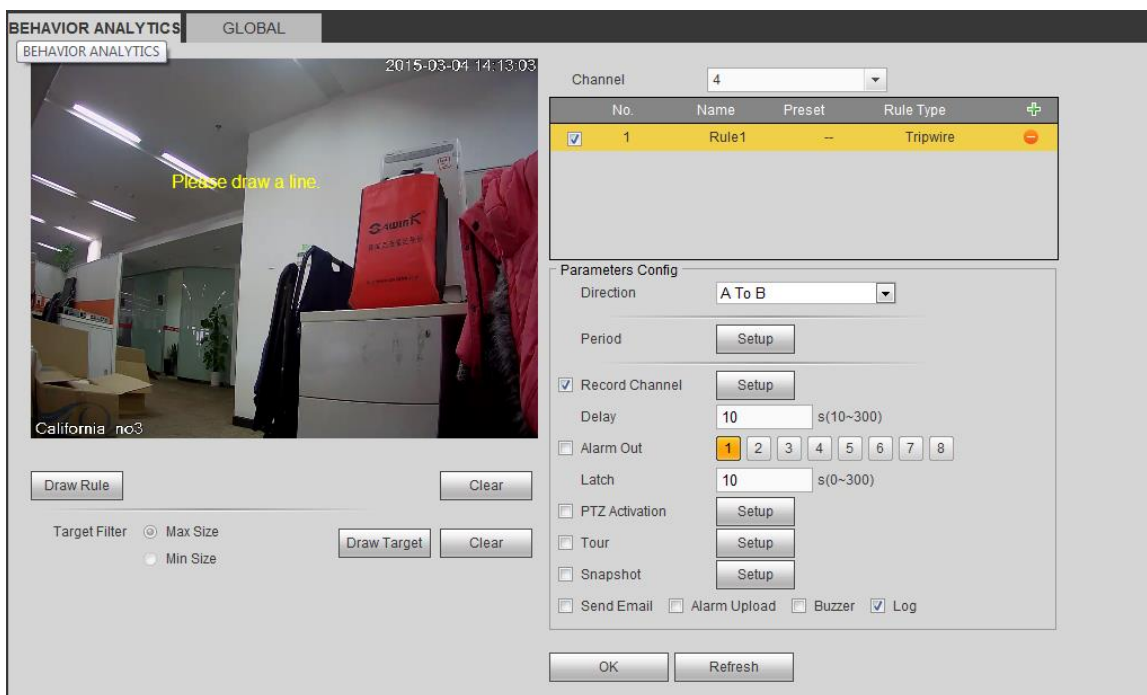 BEHAVIOR ANALYTICS GLOBAL
BEHAVIOR ANALYTICS
2015-03-04 14:13:03
Please draw a line.
SAWINK
California no3
Draw Rule Clear
Target Filter Max Size
Min Size
Draw Target Clear
Channel 4
No. Name Preset Rule Type
1 Rule1 -- Tripwire
Parameters Config
Direction A To B
Period Setup
Record Channel Setup
Delay 10 s(10~300)
Alarm Out 1 2 3 4 5 6 7 8
Latch 10 s(0~300)
PTZ Activation Setup
Tour Setup
Snapshot Setup
Send Email Alarm Upload Buzzer Log
OK Refresh